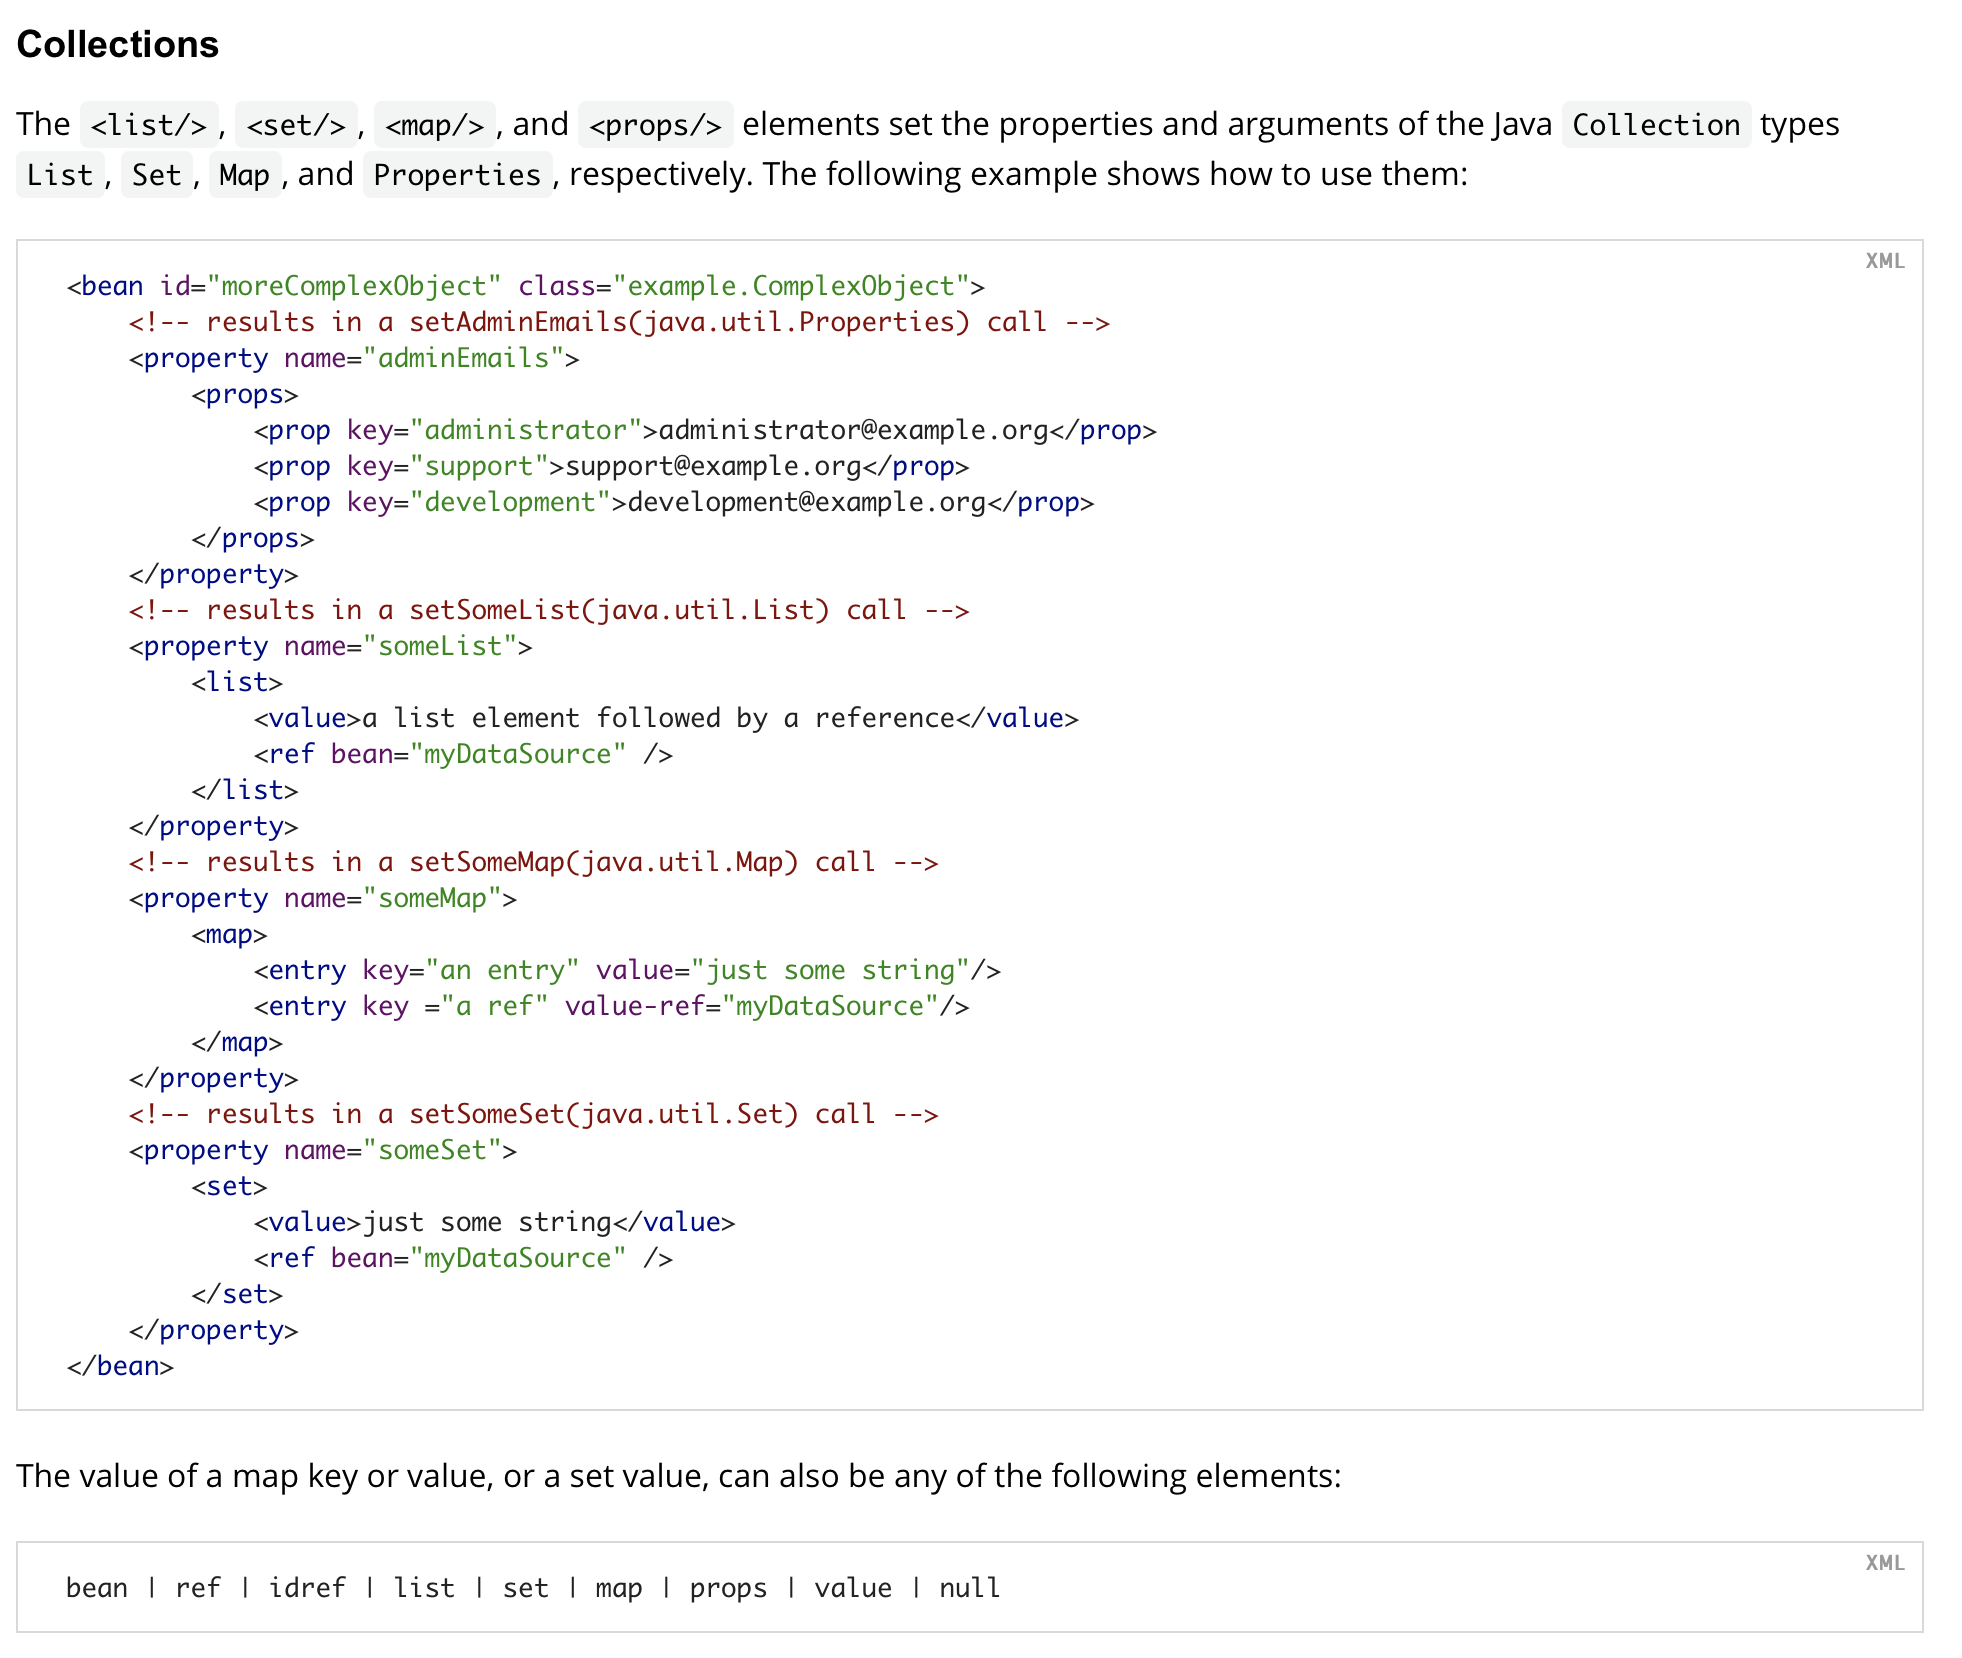 Collections
The <list/>, <set/>, <map/>, and <props/> elements set the properties and arguments of the Java Collection types
List, Set, Map, and Properties, respectively. The following example shows how to use them:
XML
<bean id="moreComplexObject" class="example.ComplexObject">
    <!-- results in a setAdminEmails(java.util.Properties) call -->
    <property name="adminEmails">
        <props>
            <prop key="administrator">administrator@example.org</prop>
            <prop key="support">support@example.org</prop>
            <prop key="development">development@example.org</prop>
        </props>
    </property>
    <!-- results in a setSomeList(java.util.List) call -->
    <property name="someList">
        <list>
            <value>a list element followed by a reference</value>
            <ref bean="myDataSource" />
        </list>
    </property>
    <!-- results in a setSomeMap(java.util.Map) call -->
    <property name="someMap">
        <map>
            <entry key="an entry" value="just some string"/>
            <entry key ="a ref" value-ref="myDataSource"/>
        </map>
    </property>
    <!-- results in a setSomeSet(java.util.Set) call -->
    <property name="someSet">
        <set>
            <value>just some string</value>
            <ref bean="myDataSource" />
        </set>
    </property>
</bean>
The value of a map key or value, or a set value, can also be any of the following elements:
XML
bean | ref | idref | list | set | map | props | value | null